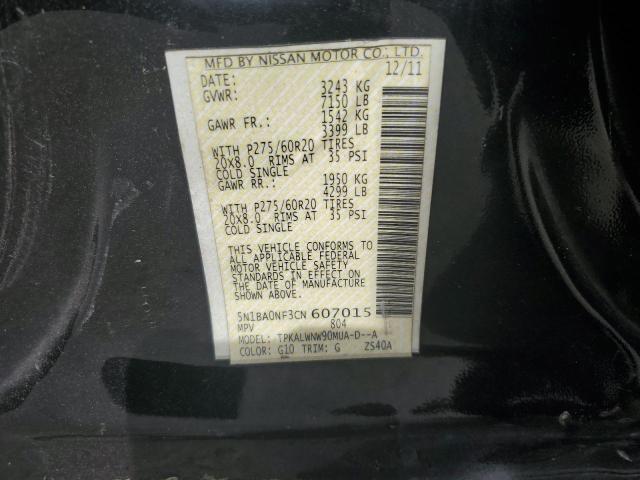 MFD BY NISSAN MOTOR CO., LTD.
DATE: 12/11
GVWR: 3243 KG
7150 LB
GAWR FR.: 1542 KG
3399 LB
WITH P275/60R20 TIRES
20X8.0 RIMS AT 35 PSI
COLD SINGLE
GAWR RR.: 1950 KG
4299 LB
WITH P275/60R20 TIRES
20X8.0 RIMS AT 35 PSI
COLD SINGLE
THIS VEHICLE CONFORMS TO
ALL APPLICABLE FEDERAL
MOTOR VEHICLE SAFETY
STANDARDS IN EFFECT ON
THE DATE OF MANUFACTURE
SHOWN ABOVE.
5N1BA0NF3CN 607015
MPV 804
MODEL: TPKALWNW90MUA-D--A
COLOR: G10 TRIM: G ZS40A